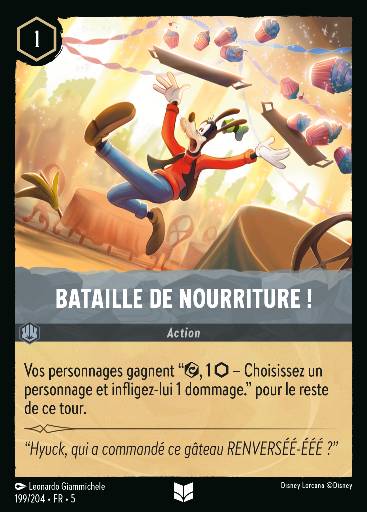 1
BATAILLE DE NOURRITURE !
Action
Vos personnages gagnent “⟳, 1 ⬡ – Choisissez un
personnage et infligez-lui 1 dommage.” pour le reste
de ce tour.
“Hyuck, qui a commandé ce gâteau RENVERSÉÉ-ÉÉÉ ?”
Leonardo Giammichele
199/204 • FR • 5
Disney Lorcana ©Disney